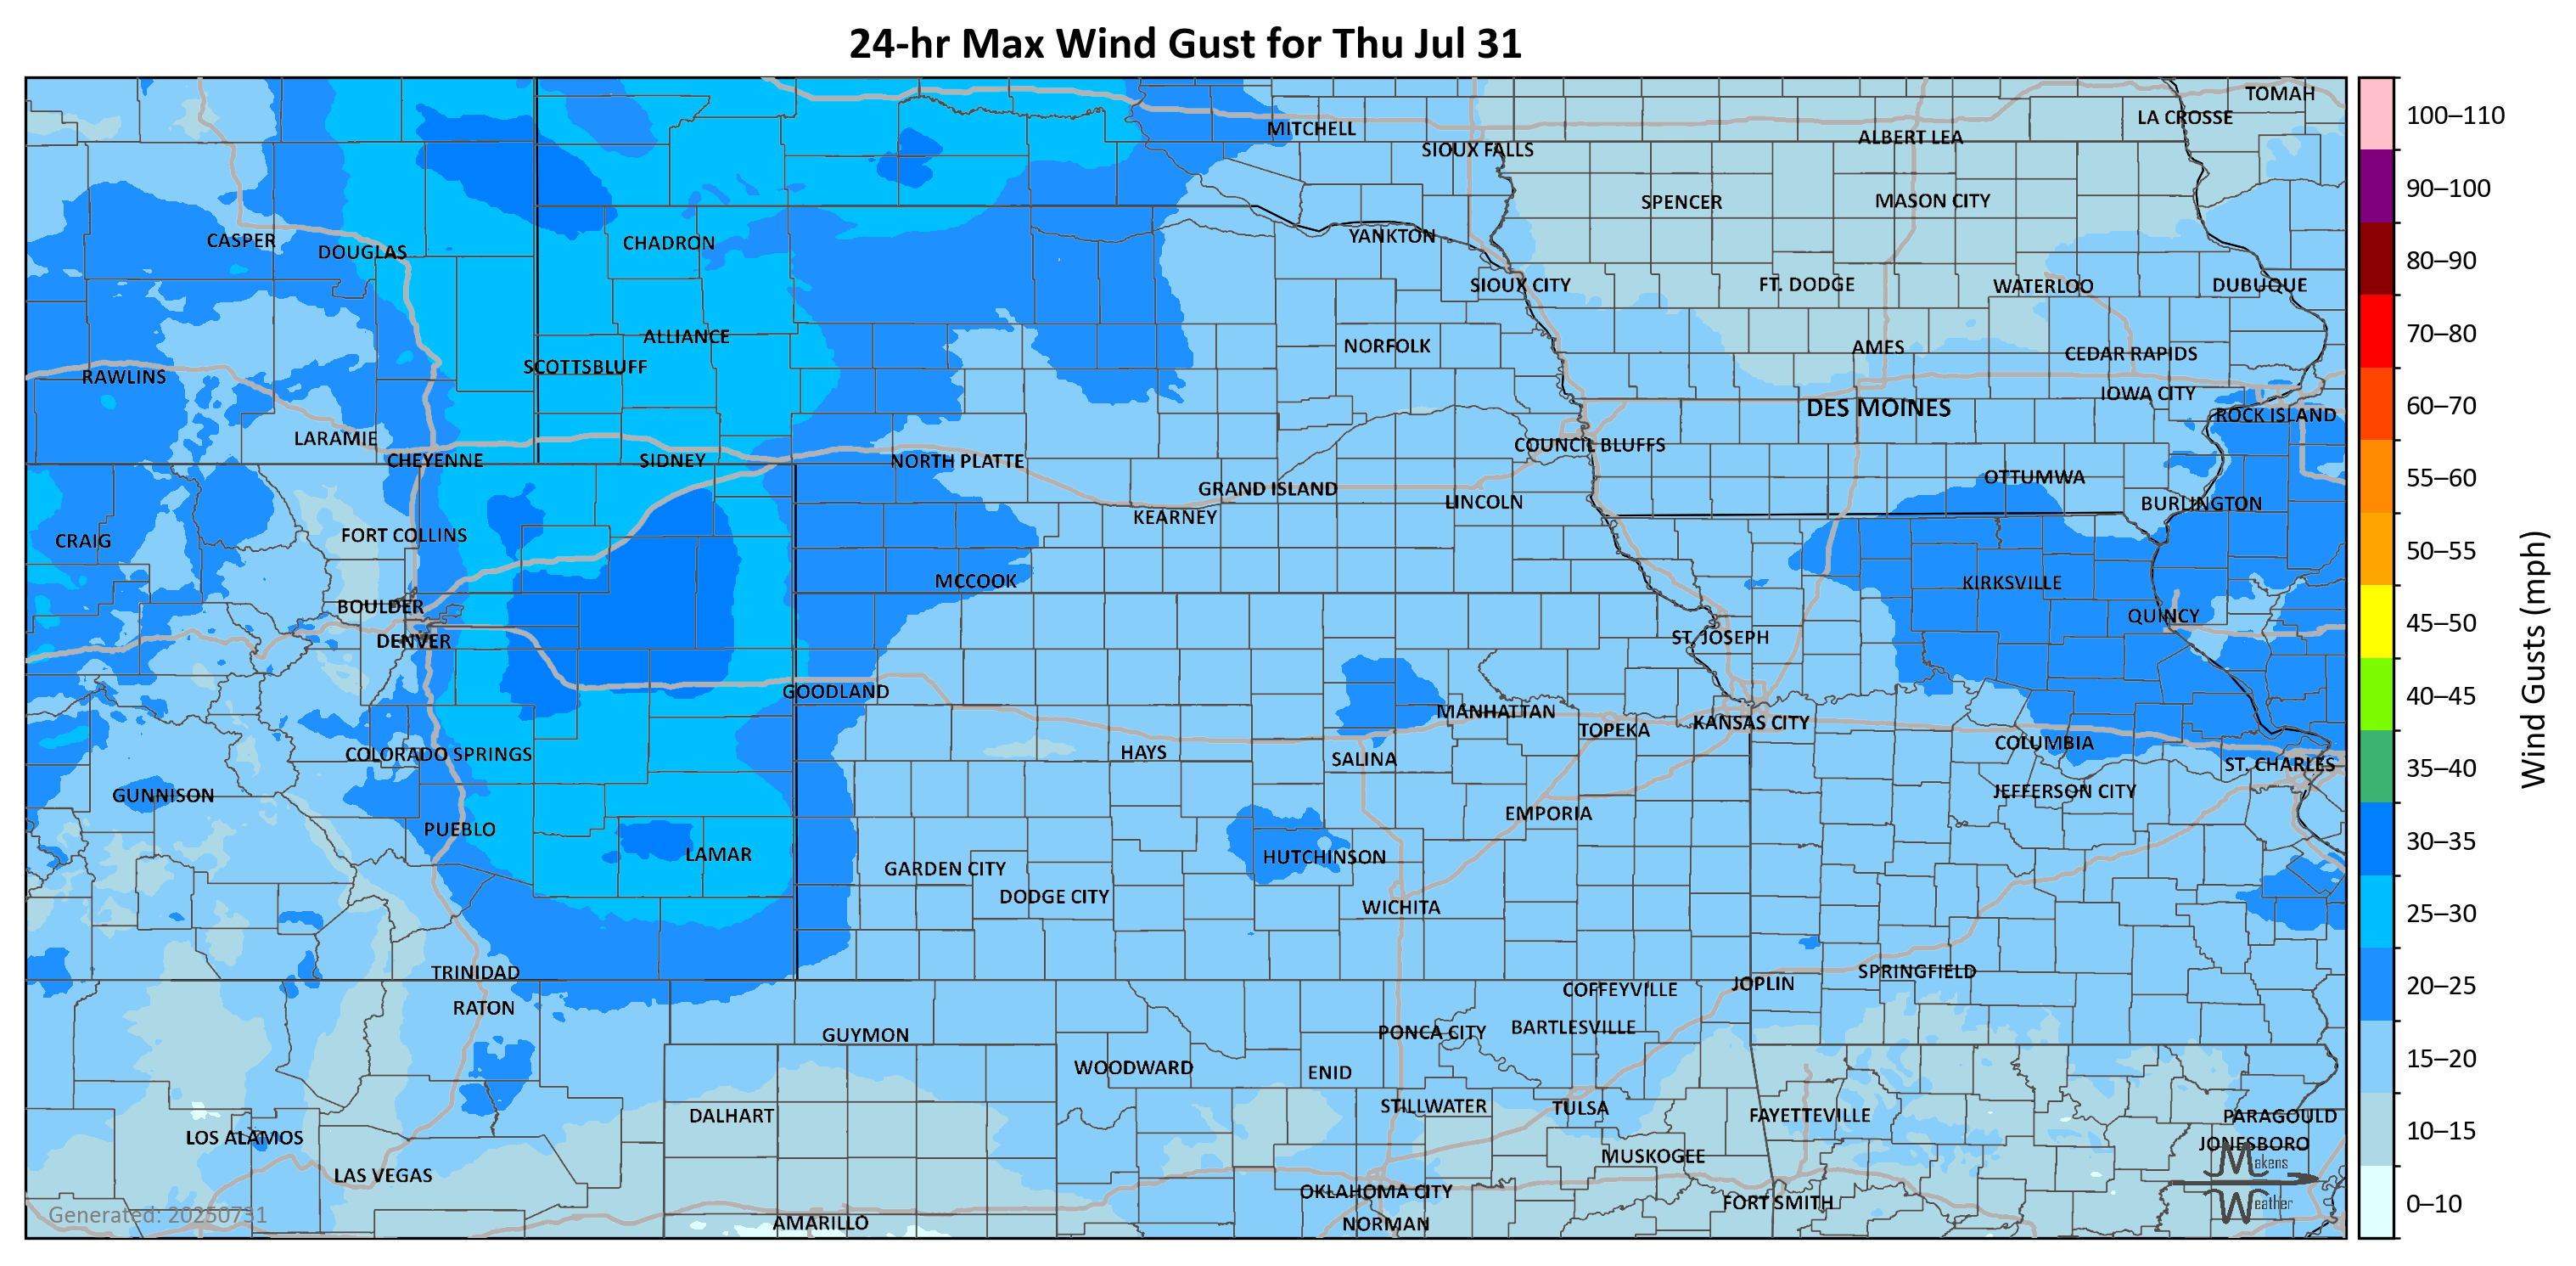 24-hr Max Wind Gust for Thu Jul 31
TOMAH
LA CROSSE
MITCHELL
ALBERT LEA
SIOUX FALLS
SPENCER
MASON CITY
CASPER
DOUGLAS
CHADRON
YANKTON
SIOUX CITY
FT. DODGE
WATERLOO
DUBUQUE
ALLIANCE
NORFOLK
AMES
CEDAR RAPIDS
SCOTTSBLUFF
RAWLINS
IOWA CITY
DES MOINES
ROCK ISLAND
LARAMIE
COUNCIL BLUFFS
CHEYENNE
SIDNEY
NORTH PLATTE
OTTUMWA
GRAND ISLAND
LINCOLN
BURLINGTON
KEARNEY
FORT COLLINS
CRAIG
MCCOOK
KIRKSVILLE
BOULDER
QUINCY
DENVER
ST. JOSEPH
GOODLAND
MANHATTAN
TOPEKA
KANSAS CITY
COLUMBIA
COLORADO SPRINGS
HAYS
SALINA
ST. CHARLES
GUNNISON
JEFFERSON CITY
EMPORIA
PUEBLO
LAMAR
HUTCHINSON
GARDEN CITY
DODGE CITY
WICHITA
TRINIDAD
SPRINGFIELD
JOPLIN
COFFEYVILLE
RATON
GUYMON
PONCA CITY
BARTLESVILLE
WOODWARD
ENID
DALHART
STILLWATER
TULSA
FAYETTEVILLE
PARAGOULD
LOS ALAMOS
JONESBORO
MUSKOGEE
LAS VEGAS
OKLAHOMA CITY
FORT SMITH
AMARILLO
NORMAN
Generated: 20250731
Makens
Weather
100–110
90–100
80–90
70–80
60–70
55–60
50–55
45–50
40–45
35–40
30–35
25–30
20–25
15–20
10–15
0–10
Wind Gusts (mph)